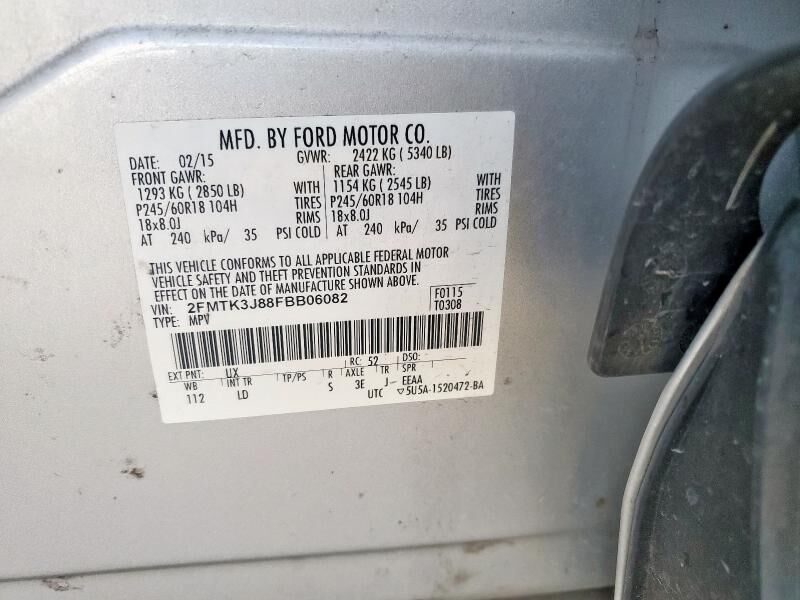 MFD. BY FORD MOTOR CO.
DATE: 02/15 GVWR: 2422 KG ( 5340 LB)
FRONT GAWR: REAR GAWR:
1293 KG ( 2850 LB) WITH 1154 KG ( 2545 LB) WITH
P245/60R18 104H TIRES P245/60R18 104H TIRES
18x8.0J RIMS 18x8.0J RIMS
AT 240 kPa/ 35 PSI COLD AT 240 kPa/ 35 PSI COLD
THIS VEHICLE CONFORMS TO ALL APPLICABLE FEDERAL MOTOR
VEHICLE SAFETY AND THEFT PREVENTION STANDARDS IN
EFFECT ON THE DATE OF MANUFACTURE SHOWN ABOVE.
VIN: 2FMTK3J88FBB06082 F0115
TYPE: MPV T0308
EXT PNT: UX RC: 52 DSO:
WB INT TR TP/PS R AXLE TR SPR
112 LD S 3E J EEAA
UTC ▽5U5A-1520472-BA